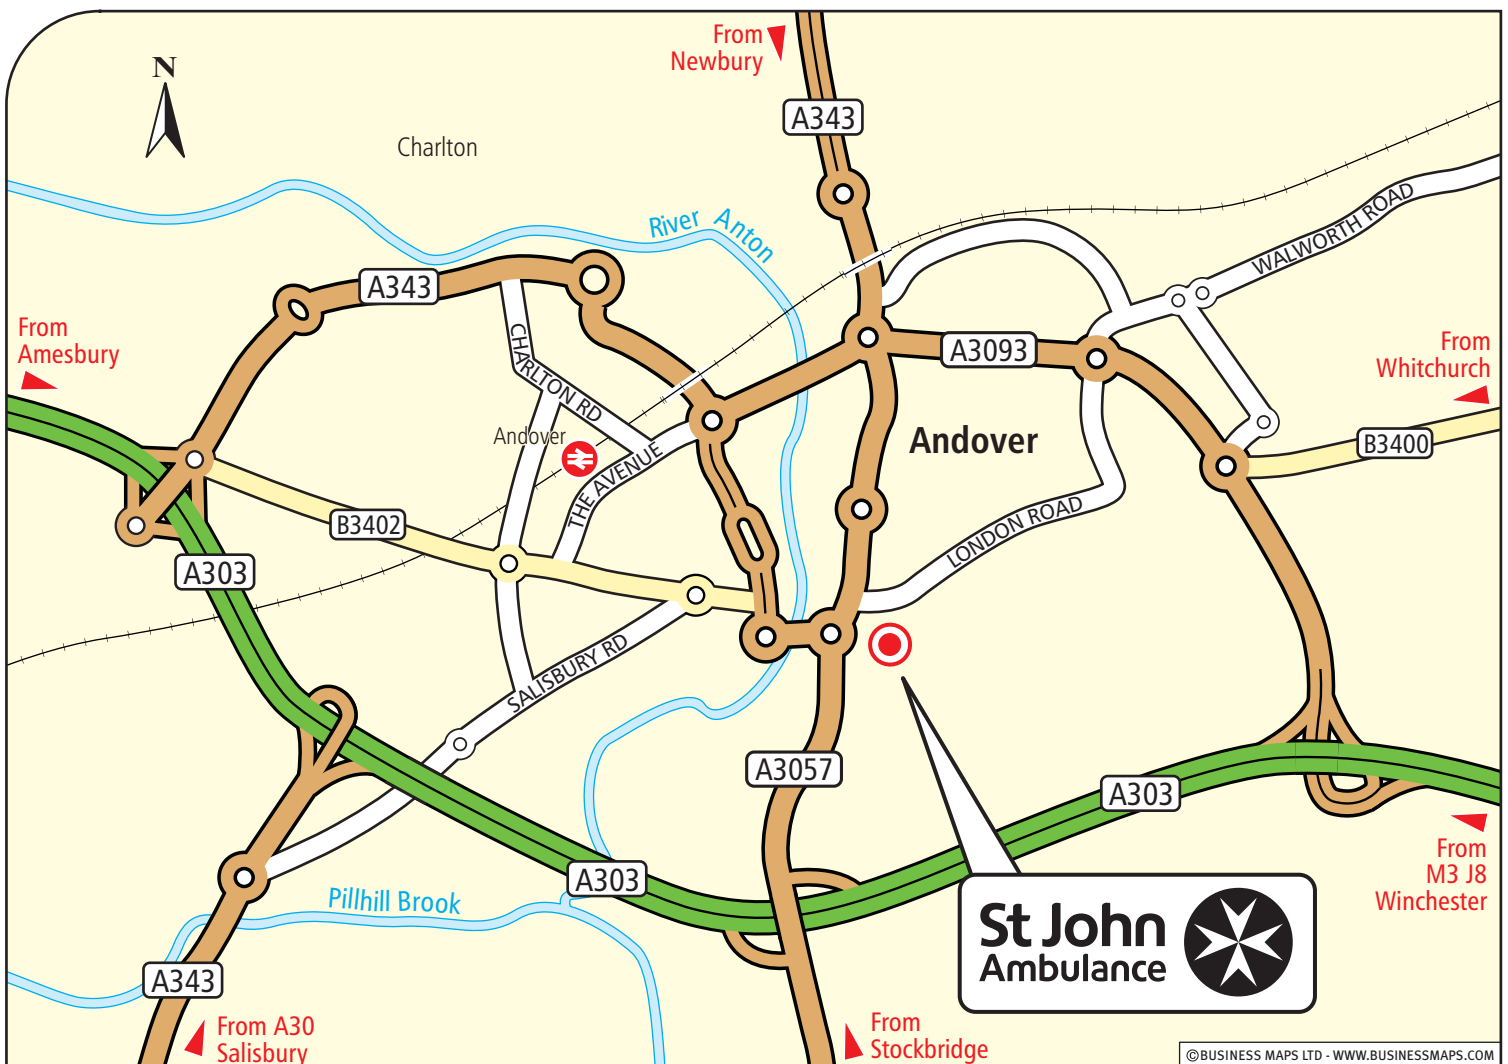 From
Newbury
N
A343
Charlton
River Anton
WALWORTH ROAD
A343
From
Amesbury
CHARLTON RD
A3093
From
Whitchurch
Andover
Andover
B3400
THE AVENUE
B3402
LONDON ROAD
A303
SALISBURY RD
A3057
A303
From
M3 J8
Winchester
A303
Pillhill Brook
St John
Ambulance
A343
From A30
Salisbury
From
Stockbridge
©BUSINESS MAPS LTD - WWW.BUSINESSMAPS.COM